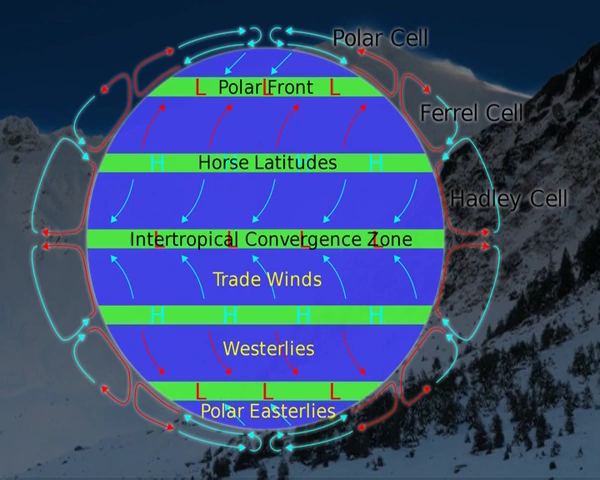 Polar Cell
L Polar Front L L
Ferrel Cell
H Horse Latitudes H H H
Hadley Cell
Intertropical Convergence Zone L L L L
Trade Winds
H H H H
Westerlies
L L L
Polar Easterlies